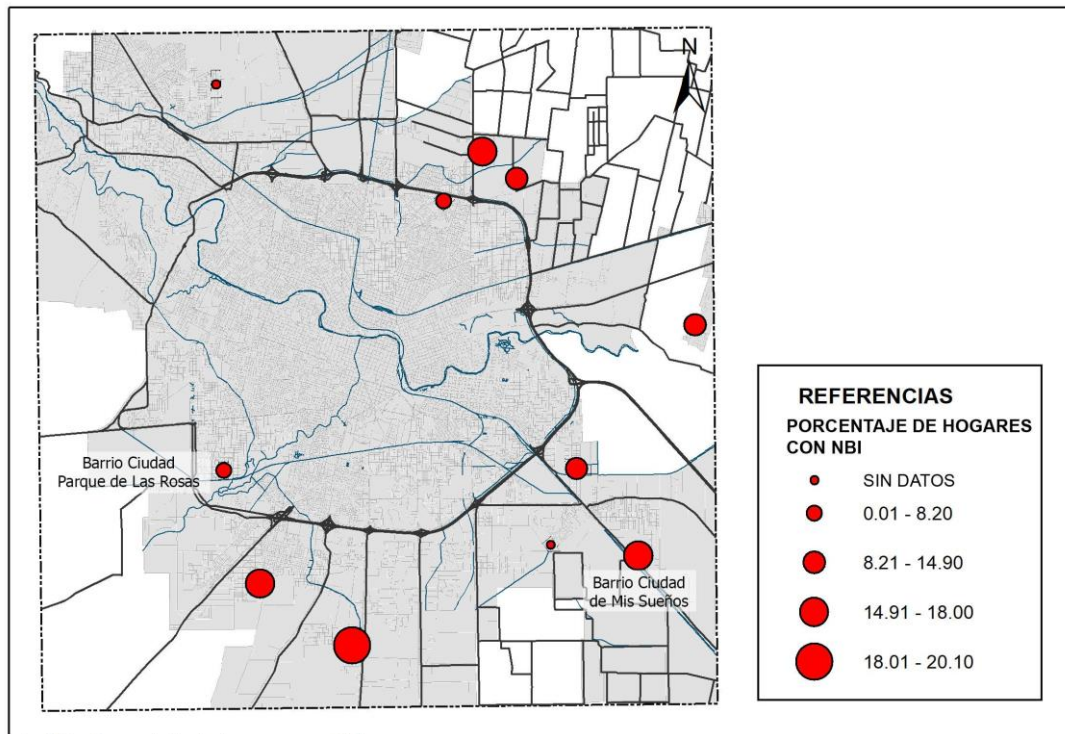 N
Barrio Ciudad
Parque de Las Rosas
Barrio Ciudad
de Mis Sueños
REFERENCIAS
PORCENTAJE DE HOGARES
CON NBI
SIN DATOS
0.01 - 8.20
8.21 - 14.90
14.91 - 18.00
18.01 - 20.10